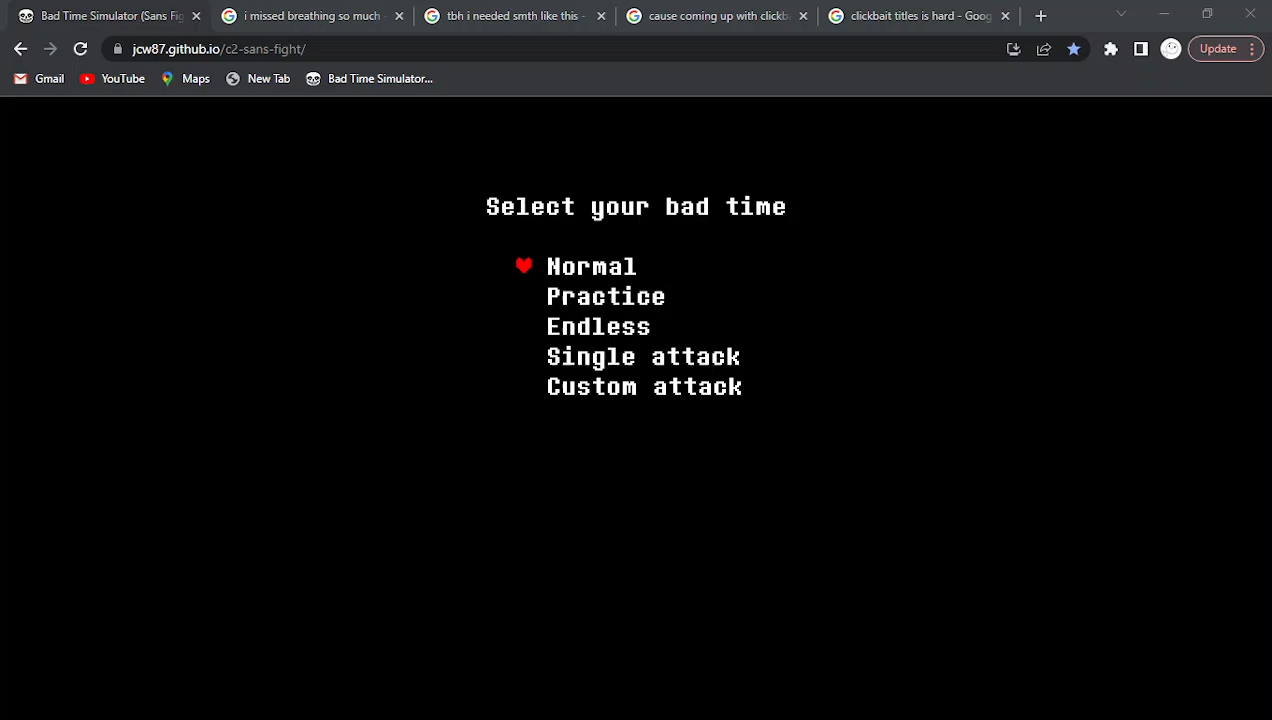 Bad Time Simulator (Sans Fig
i missed breathing so much -
tbh i needed smth like this -
cause coming up with clickba
clickbait titles is hard - Goog
jcw87.github.io/c2-sans-fight/
Update
Gmail
YouTube
Maps
New Tab
Bad Time Simulator...
Select your bad time
Normal
Practice
Endless
Single attack
Custom attack